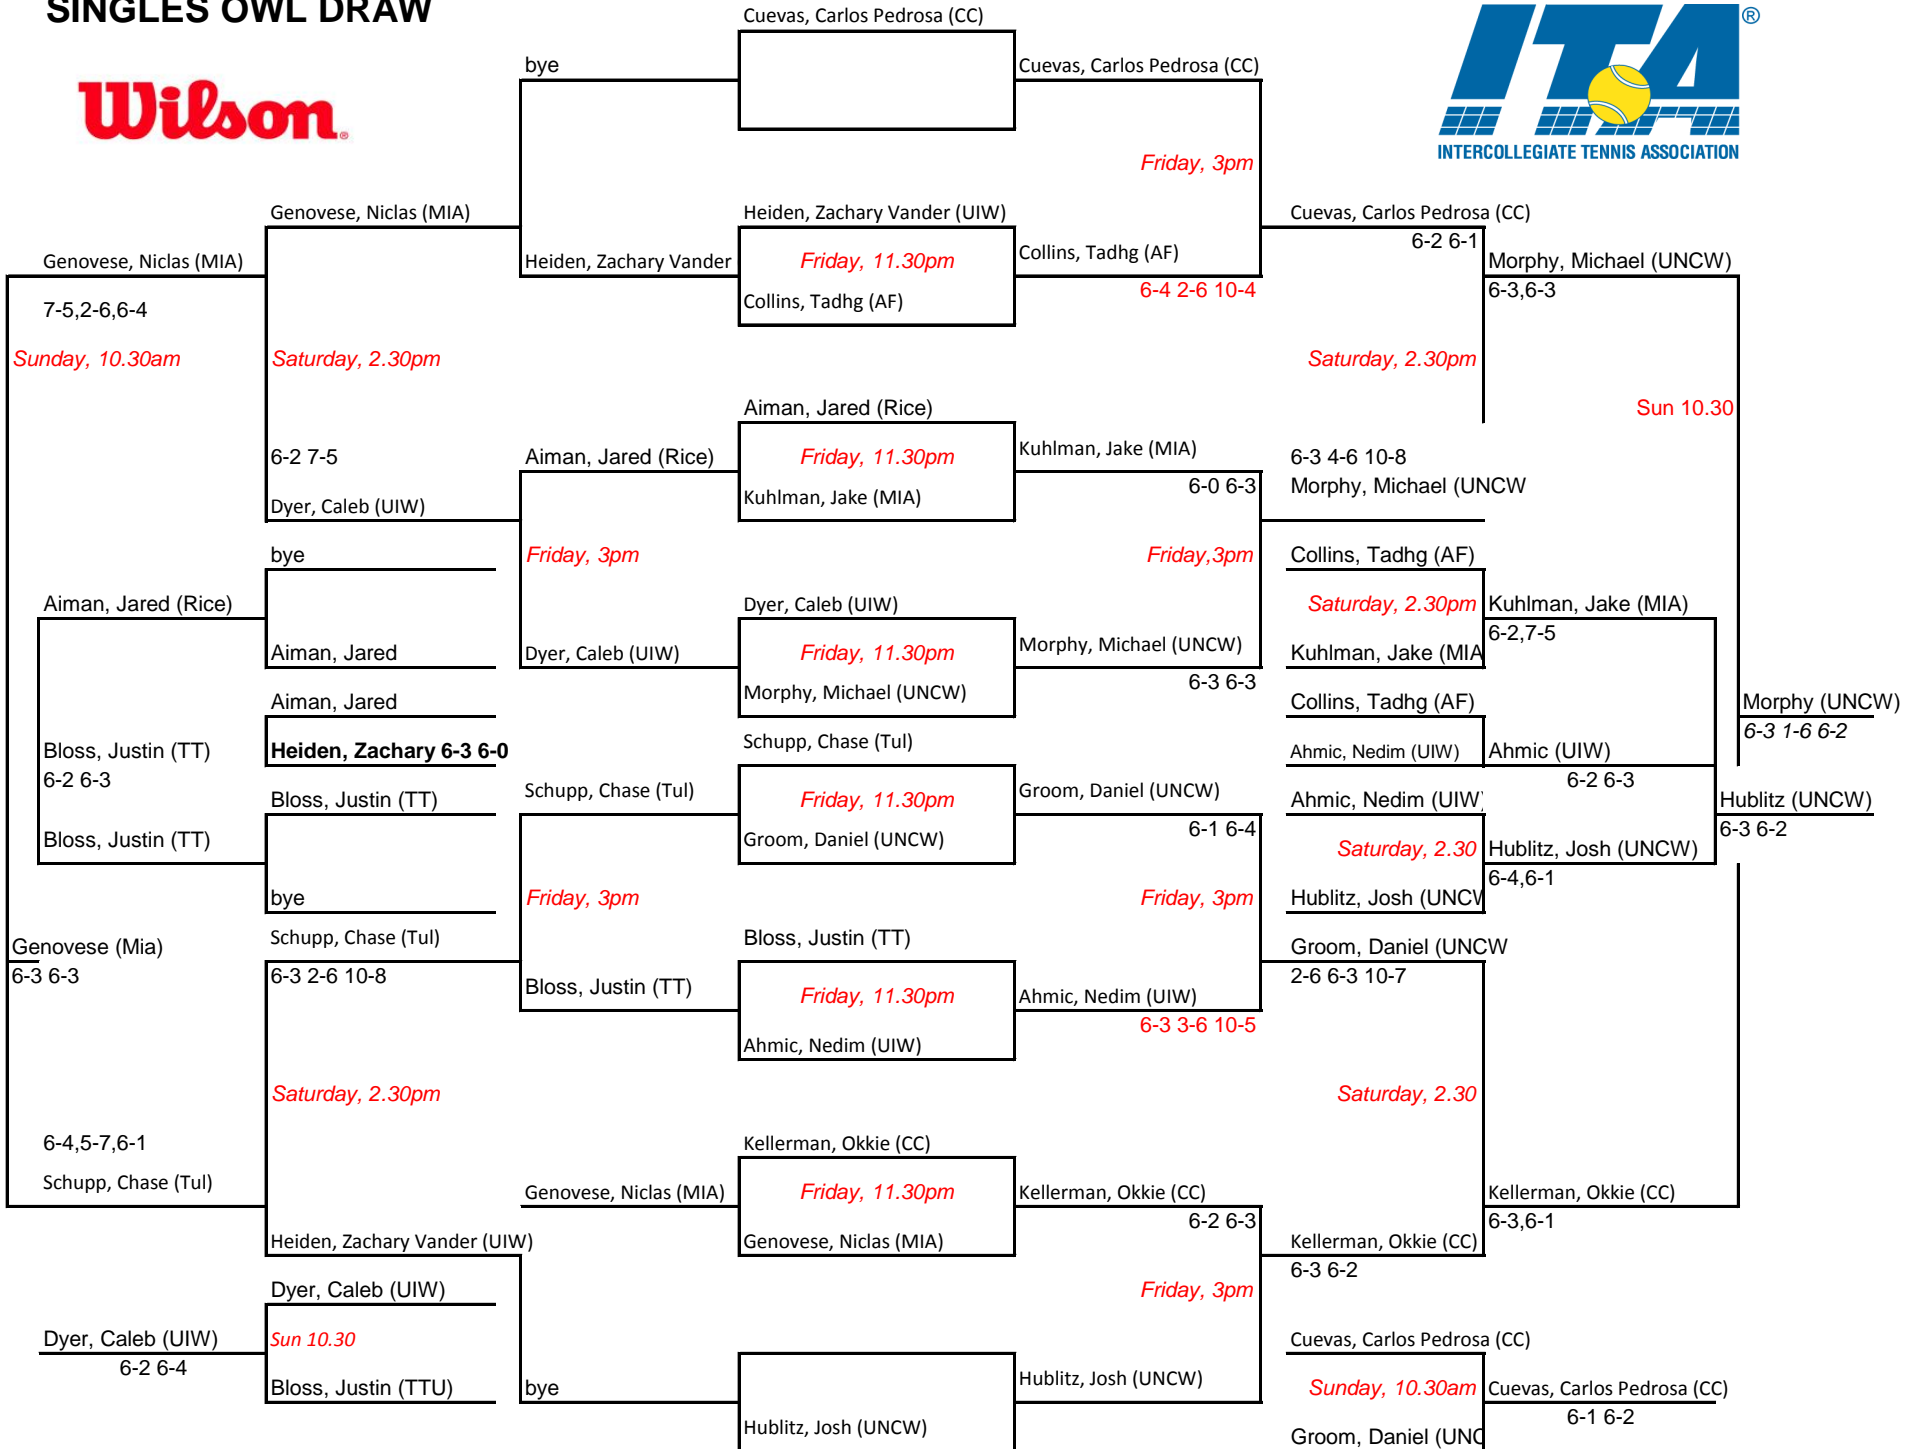 SINGLES OWL DRAW
Cuevas, Carlos Pedrosa (CC)
bye
Cuevas, Carlos Pedrosa (CC)
Wilson.
ITA®
INTERCOLLEGIATE TENNIS ASSOCIATION
Friday, 3pm
Genovese, Niclas (MIA)
Heiden, Zachary Vander (UIW)
Cuevas, Carlos Pedrosa (CC)
6-2 6-1
Genovese, Niclas (MIA)
Heiden, Zachary Vander
Friday, 11.30pm
Collins, Tadhg (AF)
Morphy, Michael (UNCW)
7-5,2-6,6-4
Collins, Tadhg (AF)
6-4 2-6 10-4
6-3,6-3
Sunday, 10.30am
Saturday, 2.30pm
Saturday, 2.30pm
Aiman, Jared (Rice)
Sun 10.30
6-2 7-5
Aiman, Jared (Rice)
Friday, 11.30pm
Kuhlman, Jake (MIA)
6-3 4-6 10-8
Dyer, Caleb (UIW)
Kuhlman, Jake (MIA)
6-0 6-3
Morphy, Michael (UNCW
bye
Friday, 3pm
Friday,3pm
Collins, Tadhg (AF)
Aiman, Jared (Rice)
Dyer, Caleb (UIW)
Saturday, 2.30pm
Kuhlman, Jake (MIA)
6-2,7-5
Aiman, Jared
Dyer, Caleb (UIW)
Friday, 11.30pm
Morphy, Michael (UNCW)
Kuhlman, Jake (MIA
Aiman, Jared
Morphy, Michael (UNCW)
6-3 6-3
Collins, Tadhg (AF)
Morphy (UNCW)
6-3 1-6 6-2
Bloss, Justin (TT)
Heiden, Zachary 6-3 6-0
Schupp, Chase (Tul)
Ahmic, Nedim (UIW)
Ahmic (UIW)
6-2 6-3
6-2 6-3
Bloss, Justin (TT)
Schupp, Chase (Tul)
Friday, 11.30pm
Groom, Daniel (UNCW)
Ahmic, Nedim (UIW)
Hublitz (UNCW)
6-3 6-2
Bloss, Justin (TT)
Groom, Daniel (UNCW)
6-1 6-4
Saturday, 2.30
Hublitz, Josh (UNCW)
6-4,6-1
bye
Friday, 3pm
Friday, 3pm
Hublitz, Josh (UNCW
Genovese (Mia)
Schupp, Chase (Tul)
Bloss, Justin (TT)
Groom, Daniel (UNCW
6-3 6-3
6-3 2-6 10-8
Bloss, Justin (TT)
Friday, 11.30pm
Ahmic, Nedim (UIW)
2-6 6-3 10-7
Ahmic, Nedim (UIW)
6-3 3-6 10-5
Saturday, 2.30pm
Saturday, 2.30
6-4,5-7,6-1
Kellerman, Okkie (CC)
Schupp, Chase (Tul)
Genovese, Niclas (MIA)
Friday, 11.30pm
Kellerman, Okkie (CC)
Kellerman, Okkie (CC)
6-2 6-3
6-3,6-1
Heiden, Zachary Vander (UIW)
Genovese, Niclas (MIA)
Kellerman, Okkie (CC)
6-3 6-2
Dyer, Caleb (UIW)
Friday, 3pm
Dyer, Caleb (UIW)
Sun 10.30
Cuevas, Carlos Pedrosa (CC)
6-2 6-4
Bloss, Justin (TTU)
bye
Hublitz, Josh (UNCW)
Sunday, 10.30am
Cuevas, Carlos Pedrosa (CC)
6-1 6-2
Hublitz, Josh (UNCW)
Groom, Daniel (UNC